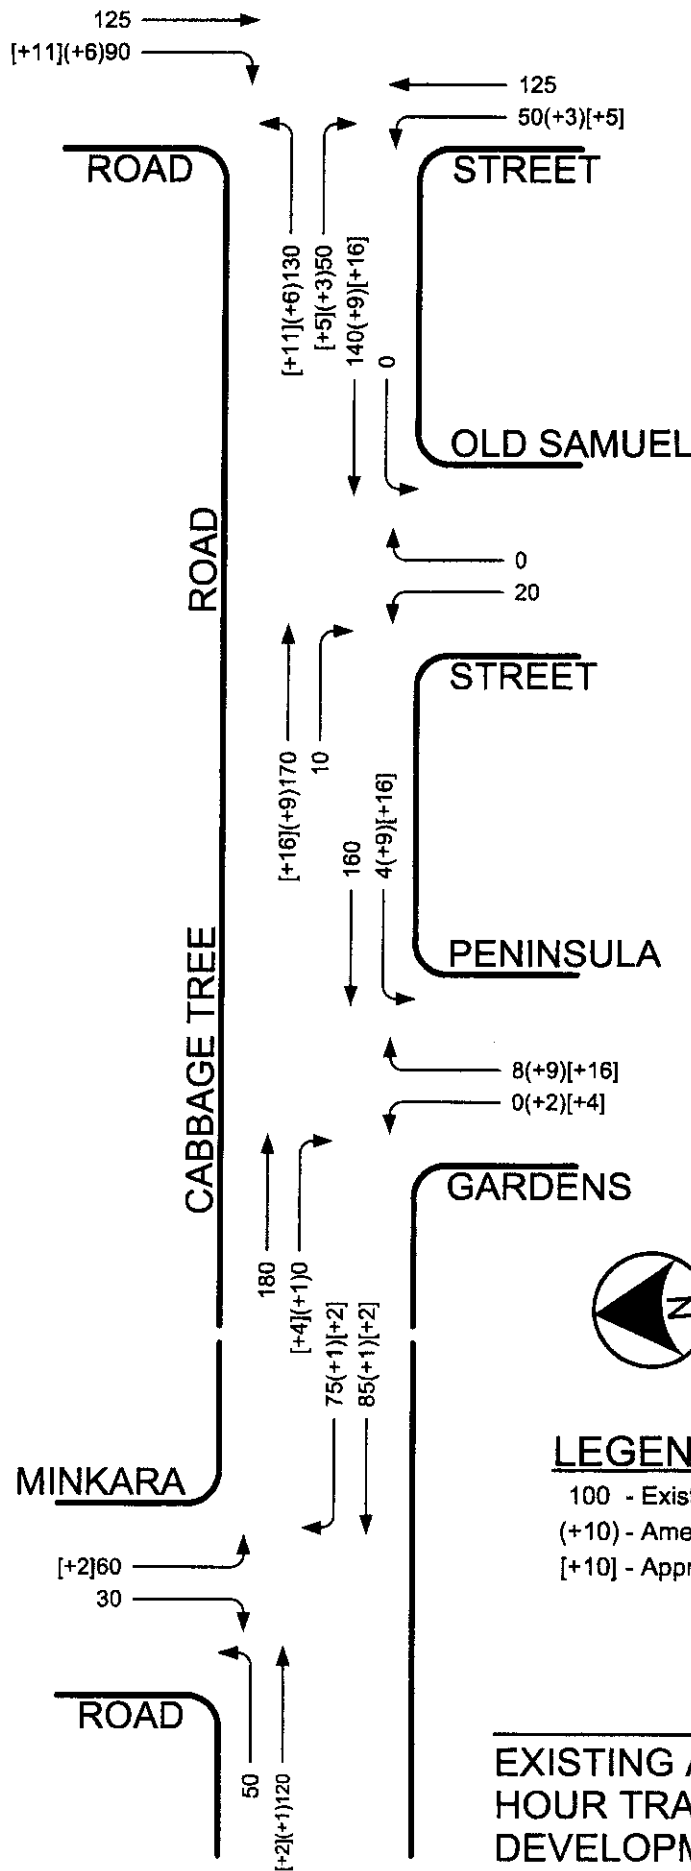 125
[+11](+6)90
125
50(+3)[+5]
ROAD
STREET
[+11](+6)130
[+5](+3)50
140(+9)[+16]
0
OLD SAMUEL
ROAD
0
20
STREET
[+16](+9)170
10
160
4(+9)[+16]
CABBAGE TREE
PENINSULA
8(+9)[+16]
0(+2)[+4]
GARDENS
180
[+4](+1)0
75(+1)[+2]
85(+1)[+2]
N
LEGEN
100 - Exis
(+10) - Ame
[+10] - Appr
MINKARA
[+2]60
30
ROAD
50
[+2](+1)120
EXISTING
HOUR TRA
DEVELOPM